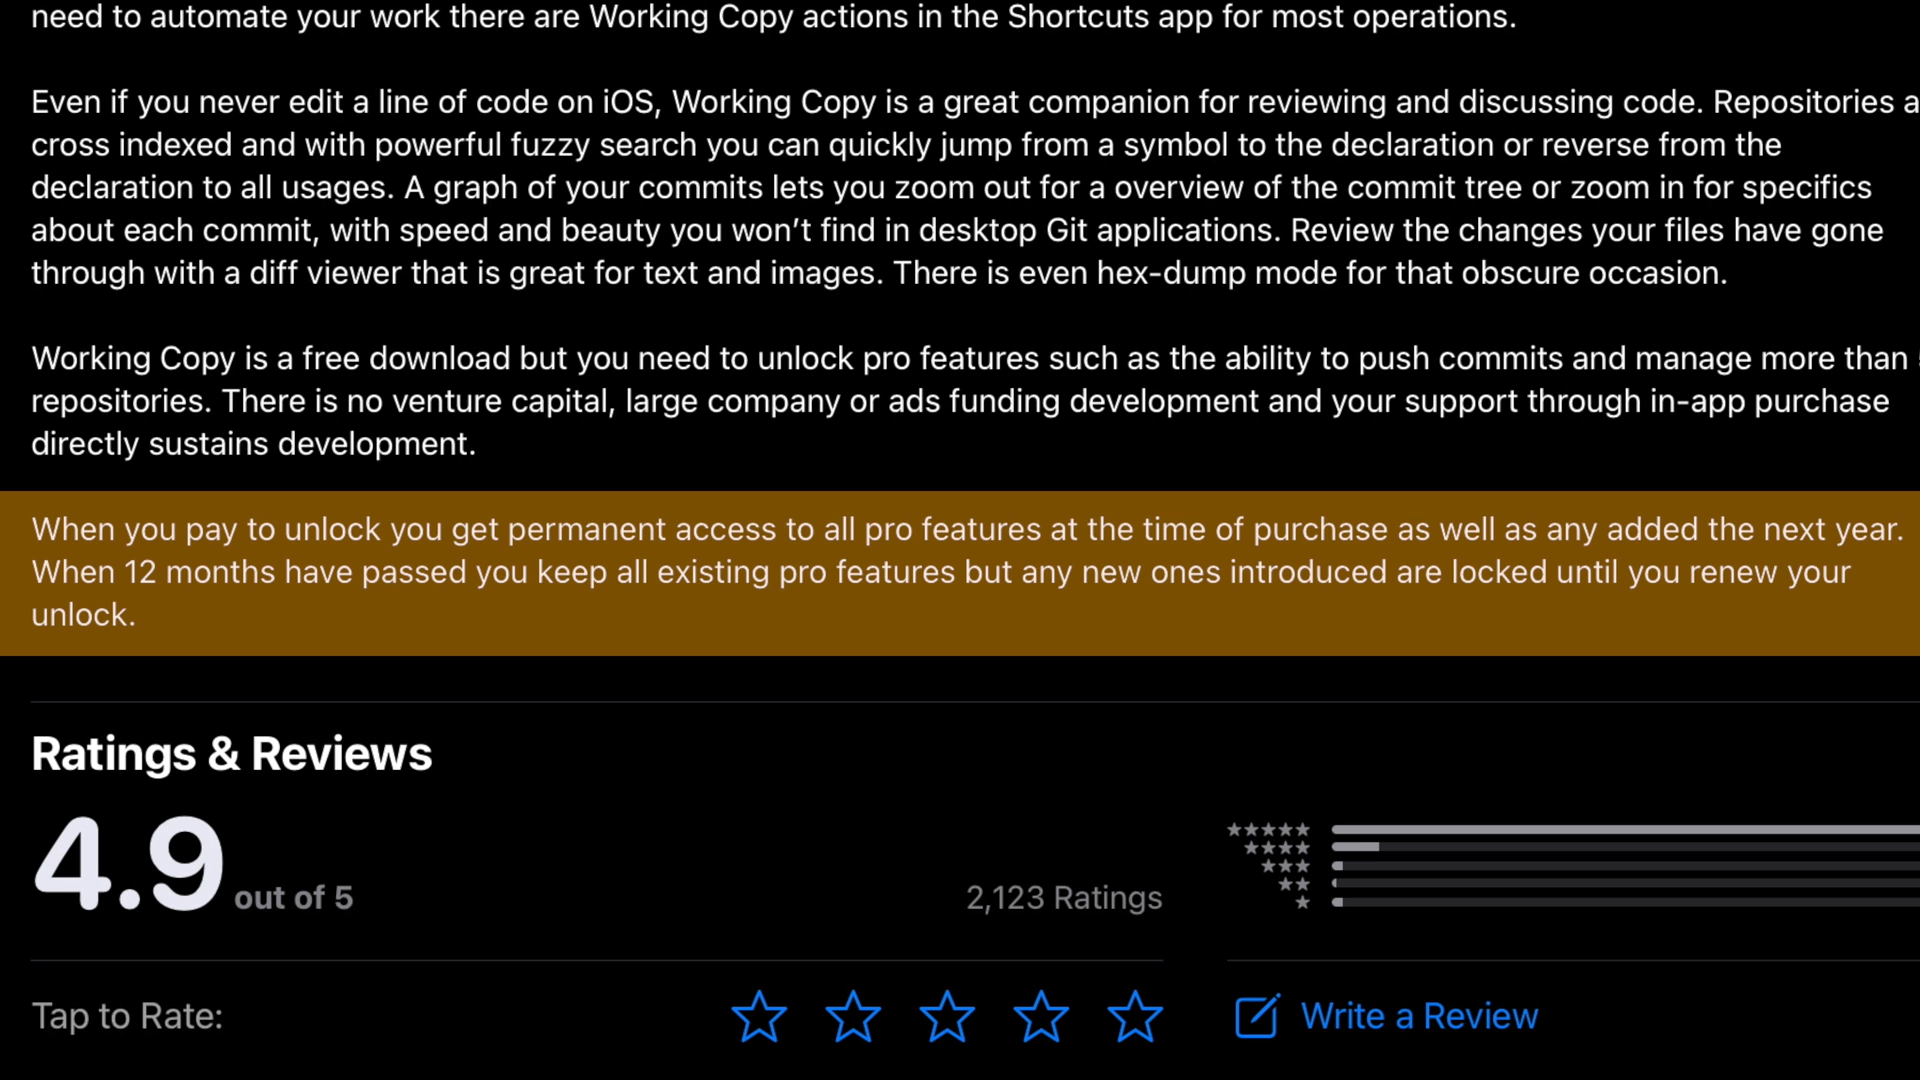 need to automate your work there are Working Copy actions in the Shortcuts app for most operations.
Even if you never edit a line of code on iOS, Working Copy is a great companion for reviewing and discussing code. Repositories
cross indexed and with powerful fuzzy search you can quickly jump from a symbol to the declaration or reverse from the
declaration to all usages. A graph of your commits lets you zoom out for a overview of the commit tree or zoom in for specifics
about each commit, with speed and beauty you won’t find in desktop Git applications. Review the changes your files have gone
through with a diff viewer that is great for text and images. There is even hex-dump mode for that obscure occasion.
Working Copy is a free download but you need to unlock pro features such as the ability to push commits and manage more than
repositories. There is no venture capital, large company or ads funding development and your support through in-app purchase
directly sustains development.
When you pay to unlock you get permanent access to all pro features at the time of purchase as well as any added the next year.
When 12 months have passed you keep all existing pro features but any new ones introduced are locked until you renew your
unlock.
Ratings & Reviews
4.9 out of 5
2,123 Ratings
Tap to Rate:
Write a Review